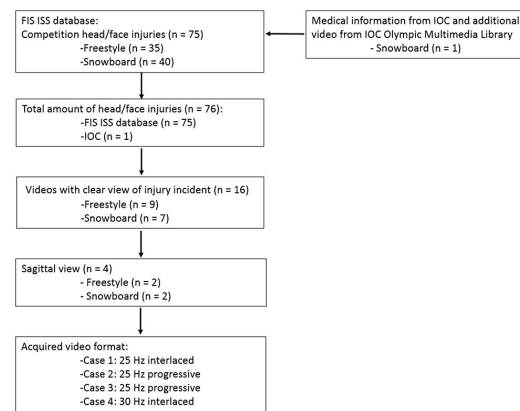 FIS ISS database:
Competition head/face injuries (n = 75)
-Freestyle (n = 35)
-Snowboard (n = 40)
Medical information from IOC and additional
video from IOC Olympic Multimedia Library
- Snowboard (n = 1)
Total amount of head/face injuries (n = 76):
-FIS ISS database (n = 75)
-IOC (n = 1)
Videos with clear view of injury incident (n = 16)
-Freestyle (n = 9)
-Snowboard (n = 7)
Sagittal view (n = 4)
- Freestyle (n = 2)
- Snowboard (n = 2)
Acquired video format:
-Case 1: 25 Hz interlaced
-Case 2: 25 Hz progressive
-Case 3: 25 Hz progressive
-Case 4: 30 Hz interlaced